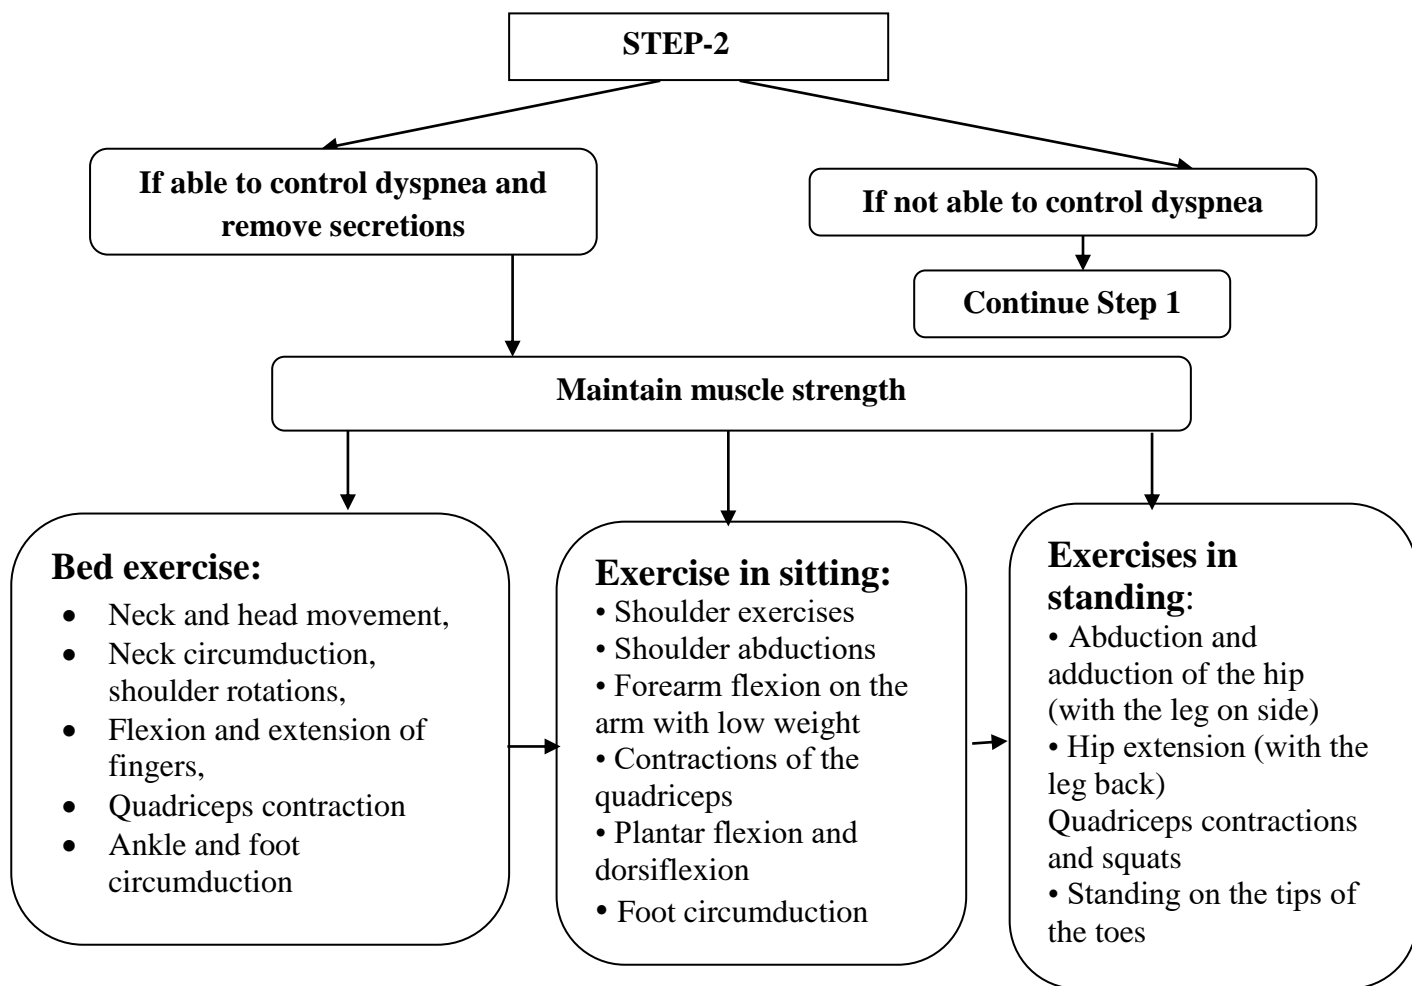 STEP-2
If able to control dyspnea and
remove secretions
If not able to control dyspnea
Continue Step 1
Maintain muscle strength
Bed exercise:
• Neck and head movement,
• Neck circumduction,
shoulder rotations,
• Flexion and extension of
fingers,
• Quadriceps contraction
• Ankle and foot
circumduction
Exercise in sitting:
• Shoulder exercises
• Shoulder abductions
• Forearm flexion on the
arm with low weight
• Contractions of the
quadriceps
• Plantar flexion and
dorsiflexion
• Foot circumduction
Exercises in
standing:
• Abduction and
adduction of the hip
(with the leg on side)
• Hip extension (with the
leg back)
Quadriceps contractions
and squats
• Standing on the tips of
the toes